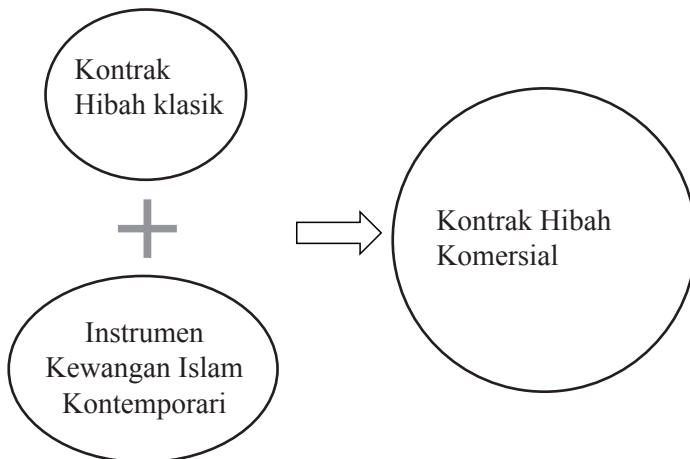 Kontrak
Hibah klasik
Instrumen
Kewangan Islam
Kontemporari
Kontrak Hibah
Komersial